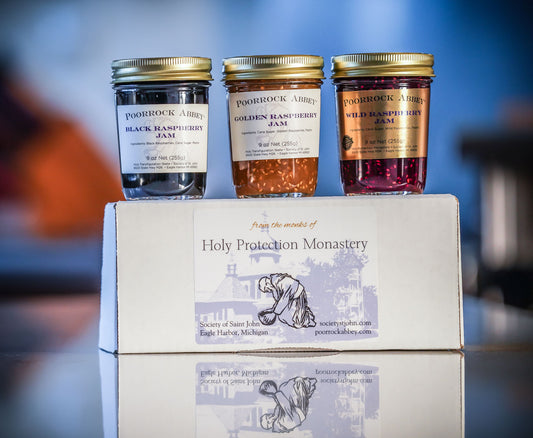 POORROCK ABBEY
BLACK RASPBERRY
JAM
9 oz Net (255g)
POORROCK ABBEY
GOLDEN RASPBERRY
JAM
9 oz Net (255g)
POORROCK ABBEY
WILD RASPBERRY
JAM
9 oz Net (255g)
from the monks of
Holy Protection Monastery
Society of Saint John
Eagle Harbor, Michigan
societystjohn.com
poorrockabbey.com